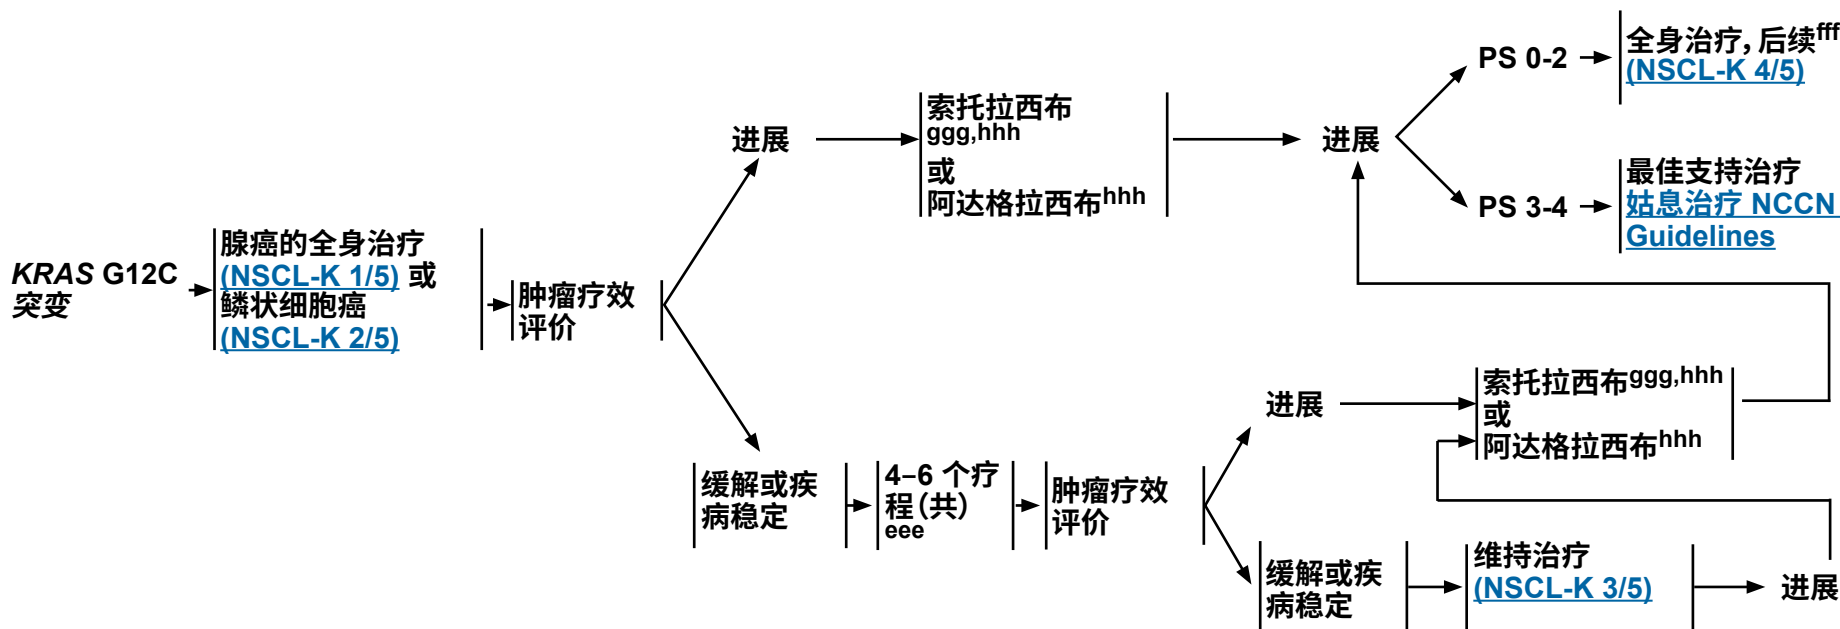 KRAS G12C
突变
腺癌的全身治疗
(NSCL-K 1/5) 或
鳞状细胞癌
(NSCL-K 2/5)
肿瘤疗效
评价
进展
索托拉西布
ggg,hhh
或
阿达格拉西布hhh
进展
PS 0-2
全身治疗, 后续fff
(NSCL-K 4/5)
PS 3-4
最佳支持治疗
姑息治疗 NCCN
Guidelines
缓解或疾
病稳定
4–6 个疗
程（共）
eee
肿瘤疗效
评价
进展
索托拉西布ggg,hhh
或
阿达格拉西布hhh
缓解或疾
病稳定
维持治疗
(NSCL-K 3/5)
进展